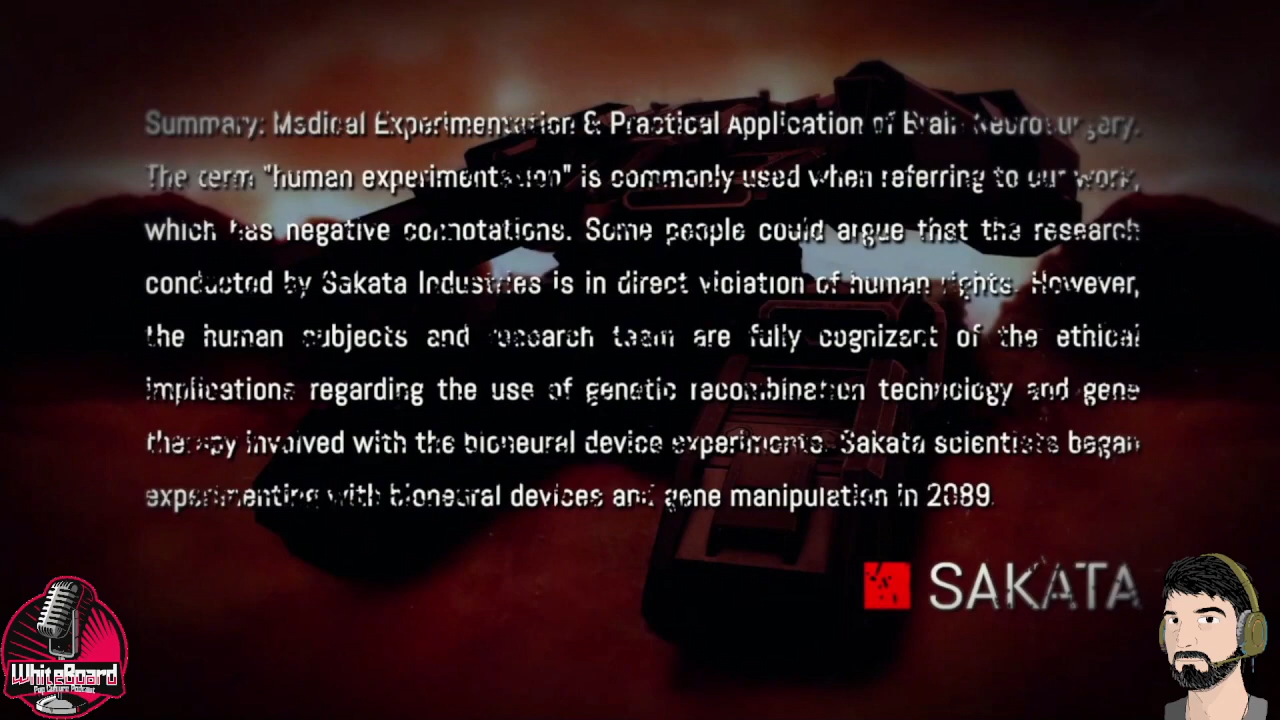 Summary: Medical Experimentation & Practical Application of Brain Neurosurgery.
The term "human experimentation" is commonly used when referring to our work,
which has negative connotations. Some people could argue that the research
conducted by Sakata Industries is in direct violation of human rights. However,
the human subjects and research team are fully cognizant of the ethical
implications regarding the use of genetic recombination technology and gene
therapy involved with the bioneural device experiments. Sakata scientists began
experimenting with bioneural devices and gene manipulation in 2089.
SAKATA
WhiteBoard
Pop Culture Podcast